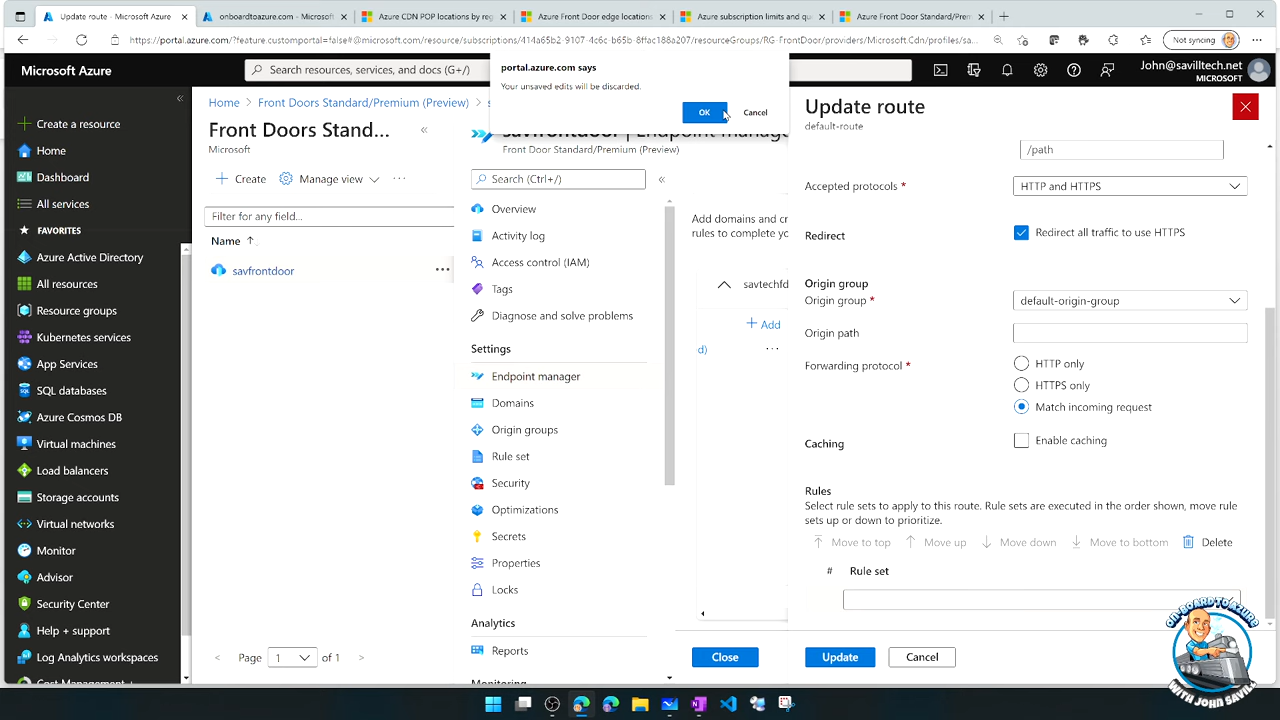 Update route - Microsoft Azure
onboardtoazure.com - Microsoft
Azure CDN POP locations by reg
Azure Front Door edge location
Azure subscription limits and qu
Azure Front Door Standard/Prem
https://portal.azure.com/?feature.customportal=false#@microsoft.com/resource/subscriptions/414a65b2-9107-4c6c-b65b-8ffac188a207/resourceGroups/RG-FrontDoor/providers/Microsoft.Cdn/profiles/sa...
Not syncing
Microsoft Azure
Search resources, services, and docs (G+/)
John@savilltech.net
MICROSOFT
portal.azure.com says
Your unsaved edits will be discarded.
OK
Cancel
Create a resource
Home
Dashboard
All services
FAVORITES
Azure Active Directory
All resources
Resource groups
Kubernetes services
App Services
SQL databases
Azure Cosmos DB
Virtual machines
Load balancers
Storage accounts
Virtual networks
Monitor
Advisor
Security Center
Help + support
Log Analytics workspaces
Cost Management +
Home > Front Doors Standard/Premium (Preview) >
Front Doors Stand...
Microsoft
Create
Manage view
Filter for any field...
Name
savfrontdoor
Page 1 of 1
savfrontdoor | Endpoint manage
Front Door Standard/Premium (Preview)
Search (Ctrl+/)
Overview
Activity log
Access control (IAM)
Tags
Diagnose and solve problems
Settings
Endpoint manager
Domains
Origin groups
Rule set
Security
Optimizations
Secrets
Properties
Locks
Analytics
Reports
Monitoring
Add domains and cr
rules to complete yo
savtechfd
+ Add
d)
Close
Update route
default-route
/path
Accepted protocols *
HTTP and HTTPS
Redirect
Redirect all traffic to use HTTPS
Origin group
Origin group *
default-origin-group
Origin path
Forwarding protocol *
HTTP only
HTTPS only
Match incoming request
Caching
Enable caching
Rules
Select rule sets to apply to this route. Rule sets are executed in the order shown, move rule
sets up or down to prioritize.
Move to top
Move up
Move down
Move to bottom
Delete
# Rule set
Update
Cancel
ONBOARD TO AZURE
WITH JOHN SAVILL